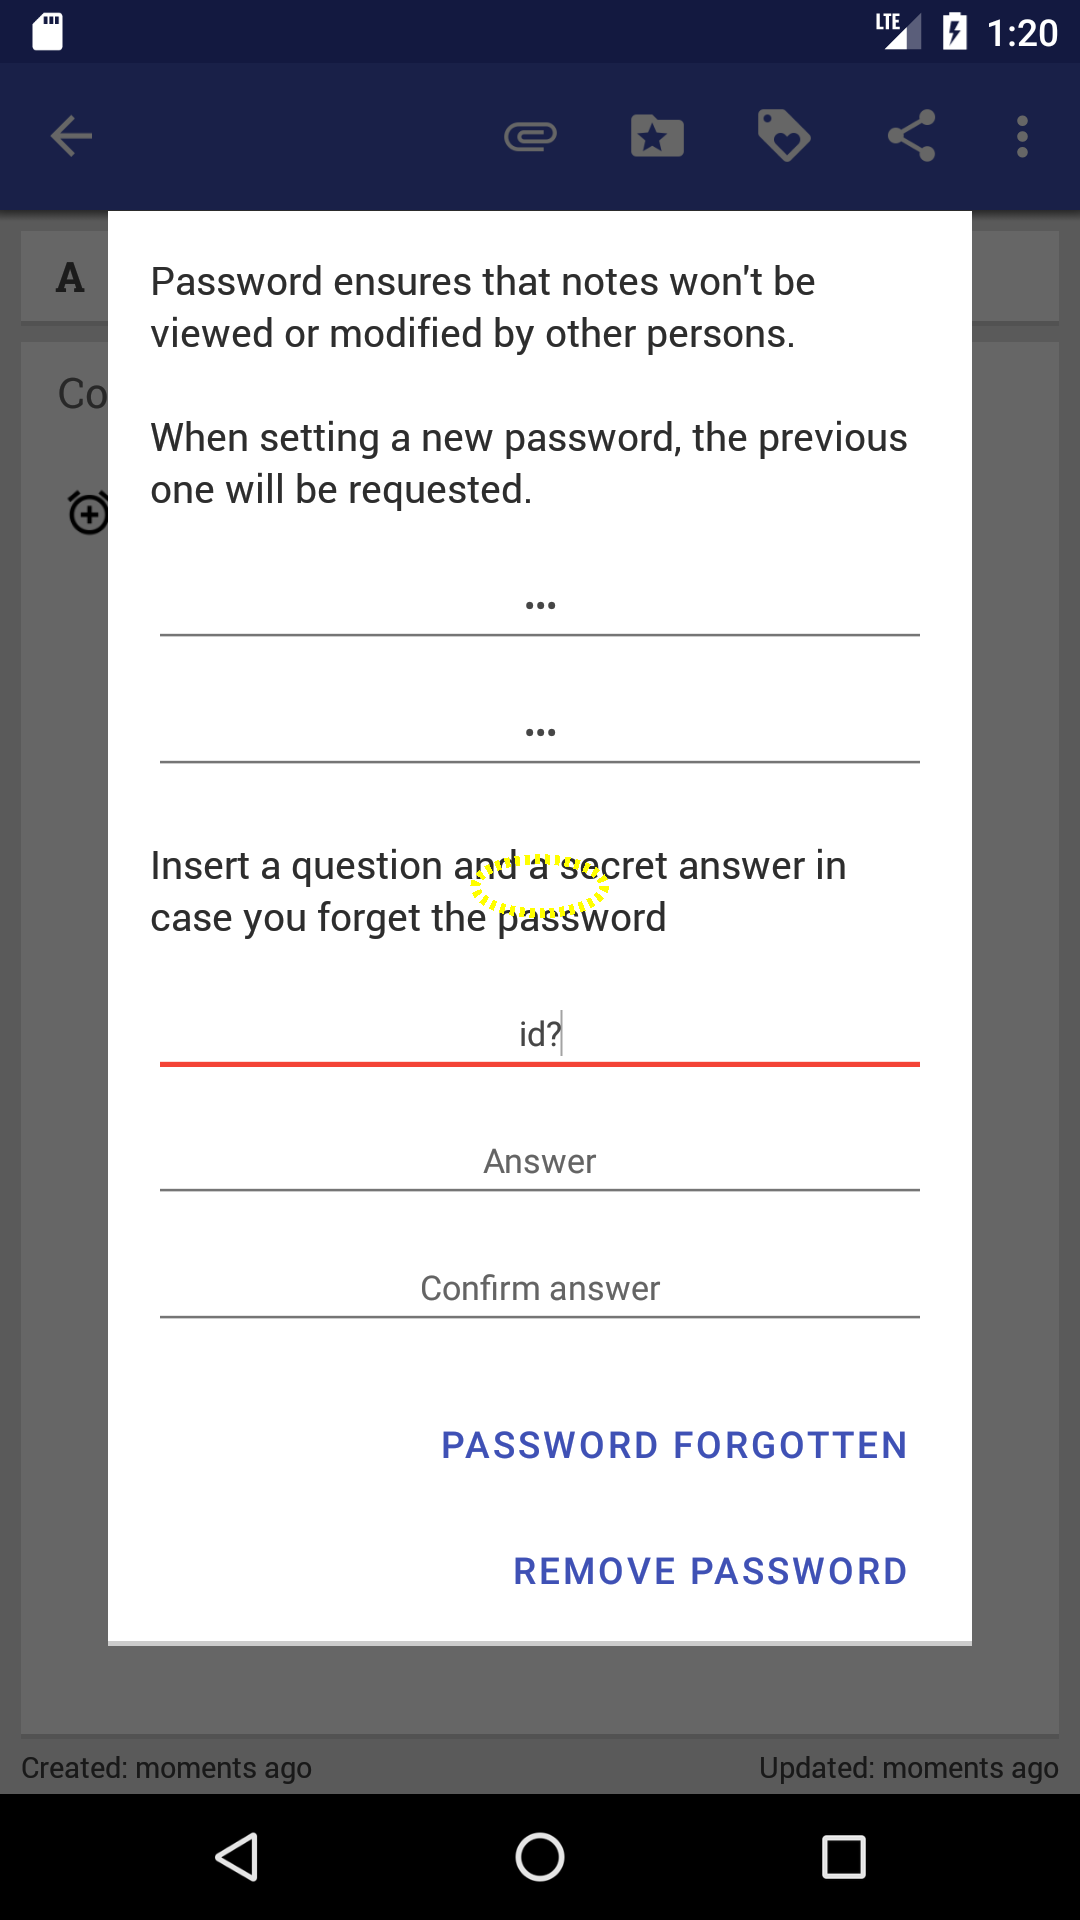 LTE 1:20
A
Co
Password ensures that notes won't be
viewed or modified by other persons.
When setting a new password, the previous
one will be requested.
•••
•••
Insert a question and a secret answer in
case you forget the password
id?
Answer
Confirm answer
PASSWORD FORGOTTEN
REMOVE PASSWORD
Created: moments ago Updated: moments ago